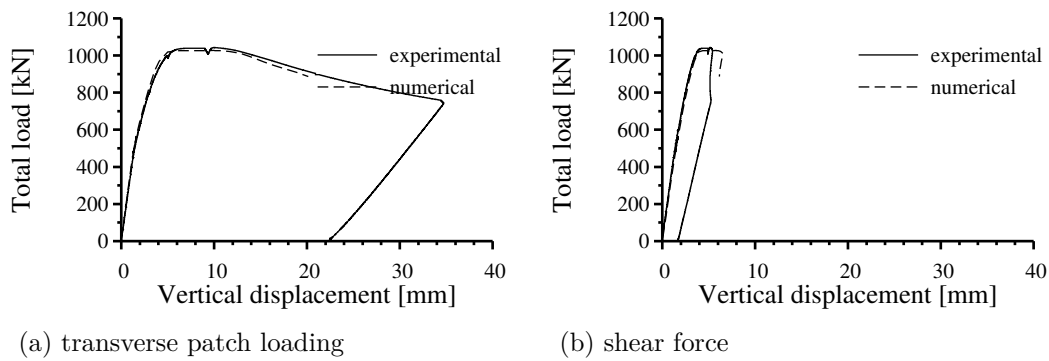 1200
1000
800
600
400
200
0
Total load [kN]
experimental
numerical
0 10 20 30 40
Vertical displacement [mm]
(a) transverse patch loading
1200
1000
800
600
400
200
0
Total load [kN]
experimental
numerical
0 10 20 30 40
Vertical displacement [mm]
(b) shear force